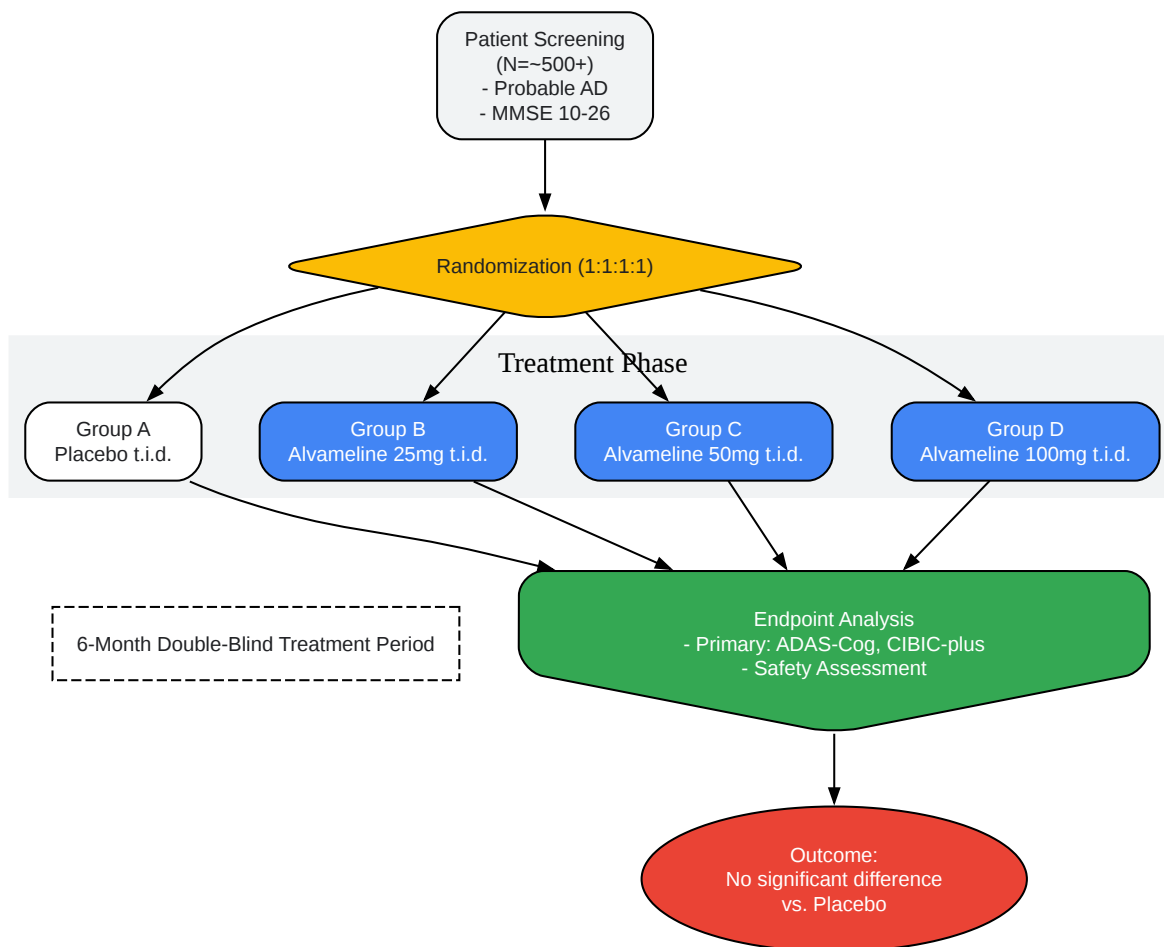 Patient Screening
(N=~500+)
- Probable AD
- MMSE 10-26
Randomization (1:1:1:1)
Treatment Phase
Group A
Placebo t.i.d.
Group B
Alvameline 25mg t.i.d.
Group C
Alvameline 50mg t.i.d.
Group D
Alvameline 100mg t.i.d.
6-Month Double-Blind Treatment Period
Endpoint Analysis
- Primary: ADAS-Cog, CIBIC-plus
- Safety Assessment
Outcome:
No significant difference
vs. Placebo